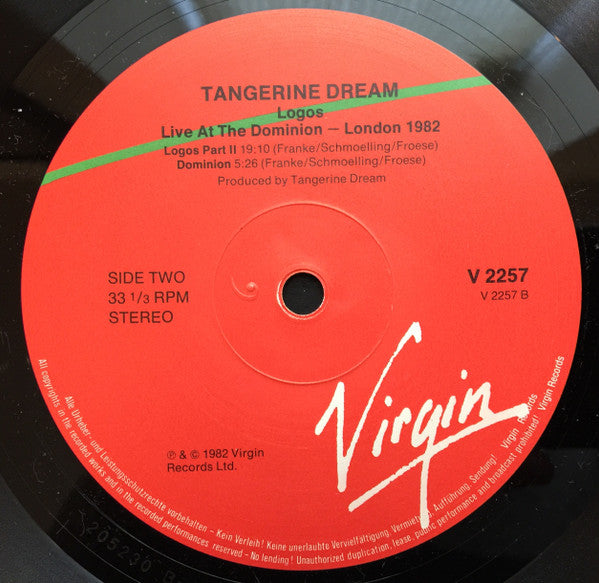 TANGERINE DREAM
Logos
Live At The Dominion – London 1982
Logos Part II 19:10 (Franke/Schmoelling/Froese)
Dominion 5:26 (Franke/Schmoelling/Froese)
Produced by Tangerine Dream
SIDE TWO
33 1/3 RPM
STEREO
V 2257
V 2257 B
Virgin
℗ & © 1982 Virgin
Records Ltd.
Alle Urheber- und Leistungsschutzrechte vorbehalten - Kein Verleih! Keine unerlaubte Vervielfältigung, Vermietung, Aufführung, Sendung! Virgin Records
All copyrights in the recorded works and in the recorded performances reserved - No lending! Unauthorized duplication, lease, public performance and broadcast prohibited! Virgin Records
205230 B